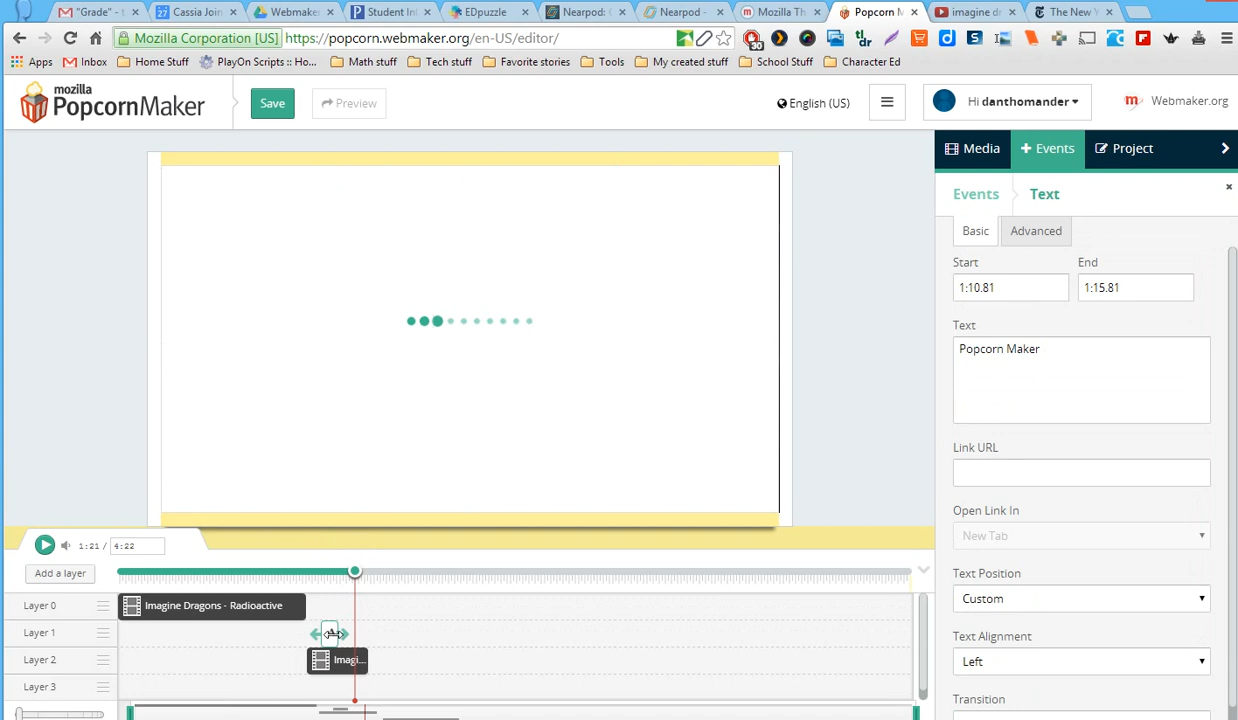 "Grade" - t
27 Cassia Join
Webmaker
Student In
EDpuzzle
Nearpod: C
Nearpod -
Mozilla Th
Popcorn M
imagine dr
The New Y
Mozilla Corporation [US] https://popcorn.webmaker.org/en-US/editor/
30
Apps Inbox Home Stuff PlayOn Scripts :: Ho... Math stuff Tech stuff Favorite stories Tools My created stuff School Stuff Character Ed
mozilla
PopcornMaker
Save
Preview
English (US)
Hi danthomander
Webmaker.org
Media + Events Project
Events Text
Basic Advanced
Start End
1:10.81 1:15.81
Text
Popcorn Maker
Link URL
Open Link In
New Tab
Text Position
Custom
Text Alignment
Left
Transition
1:21 / 4:22
Add a layer
Layer 0 Imagine Dragons - Radioactive
Layer 1
Layer 2 Imagi...
Layer 3